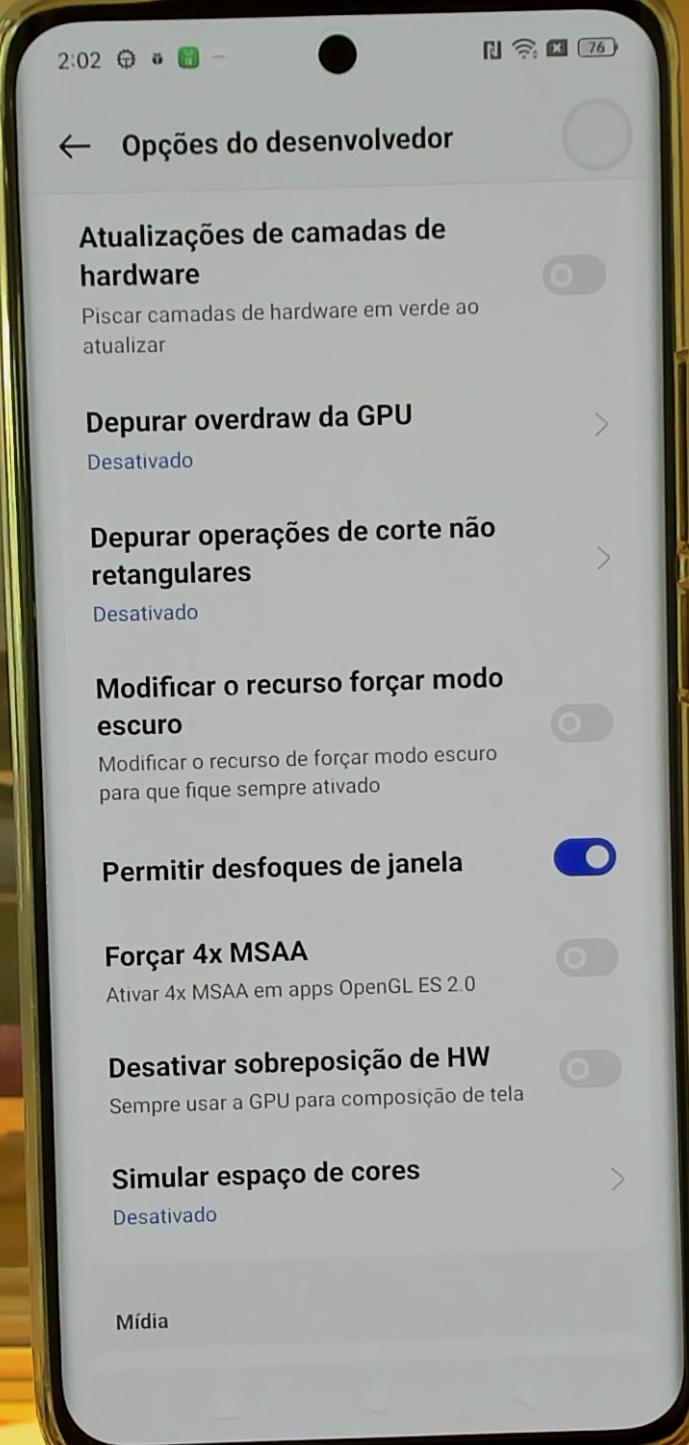 2:02
76
Opções do desenvolvedor
Atualizações de camadas de
hardware
Piscar camadas de hardware em verde ao
atualizar
Depurar overdraw da GPU
Desativado
Depurar operações de corte não
retangulares
Desativado
Modificar o recurso forçar modo
escuro
Modificar o recurso de forçar modo escuro
para que fique sempre ativado
Permitir desfoques de janela
Forçar 4x MSAA
Ativar 4x MSAA em apps OpenGL ES 2.0
Desativar sobreposição de HW
Sempre usar a GPU para composição de tela
Simular espaço de cores
Desativado
Mídia